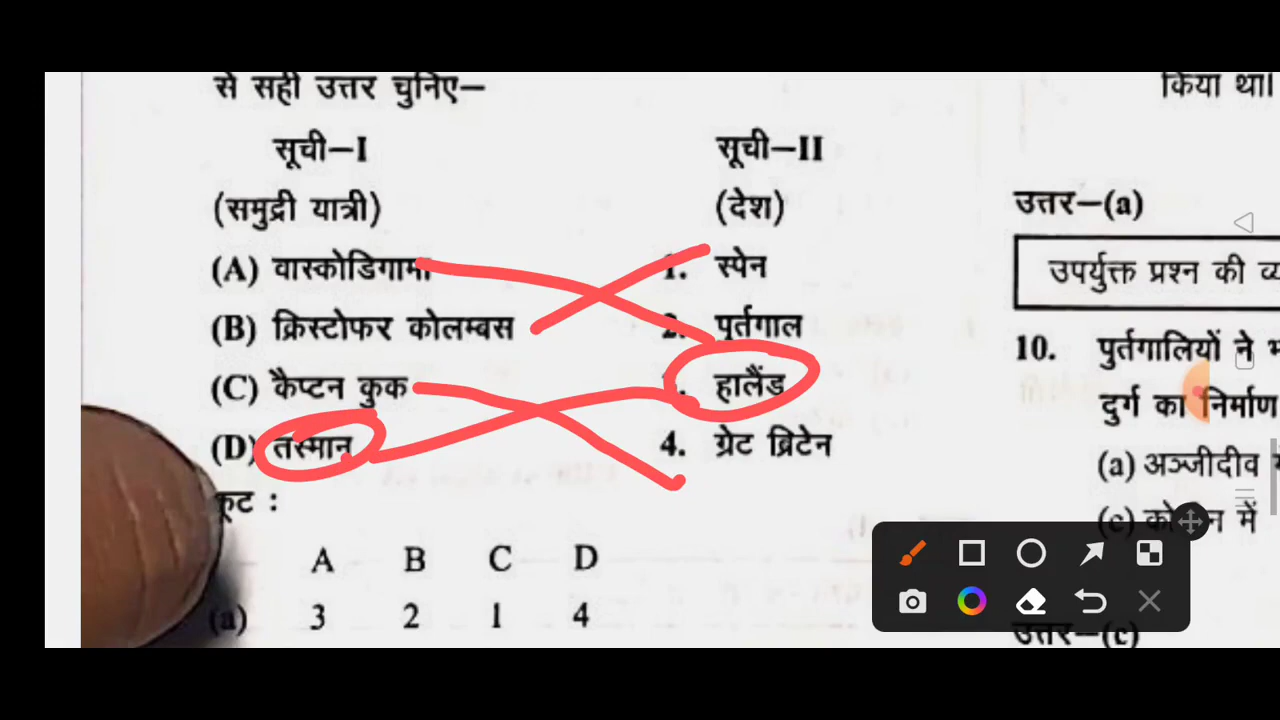 से सही उत्तर चुनिए–
सूची–I सूची–II
(समुद्री यात्री) (देश)
(A) वास्कोडिगामा 1. स्पेन
(B) क्रिस्टोफर कोलम्बस 2. पुर्तगाल
(C) कैप्टन कुक हालैंड
(D) तस्मान 4. ग्रेट ब्रिटेन
कूट :
A B C D
(a) 3 2 1 4
किया था।
उत्तर–(a)
उपर्युक्त प्रश्न की
10. पुर्तगालियों ने
दुर्ग का निर्माण
(a) अञ्जीदीव
(c) में
उत्तर–(c)